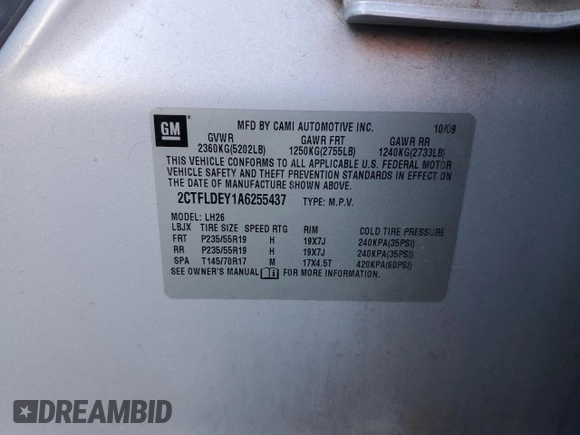 GM
MFD BY CAMI AUTOMOTIVE INC. 10/09
GVWR GAWR FRT GAWR RR
2360KG(5202LB) 1250KG(2755LB) 1240KG(2733LB)
THIS VEHICLE CONFORMS TO ALL APPLICABLE U.S. FEDERAL MOTOR
VEHICLE SAFETY AND THEFT PREVENTION STANDARDS IN EFFECT ON
THE DATE OF MANUFACTURE SHOWN ABOVE.
2CTFLDEY1A6255437 TYPE: M.P.V.
MODEL: LH26
LBJX TIRE SIZE SPEED RTG RIM COLD TIRE PRESSURE
FRT P235/55R19 H 19X7J 240KPA(35PSI)
RR P235/55R19 H 19X7J 240KPA(35PSI)
SPA T145/70R17 M 17X4.5T 420KPA(60PSI)
SEE OWNER'S MANUAL FOR MORE INFORMATION.
DREAMBID